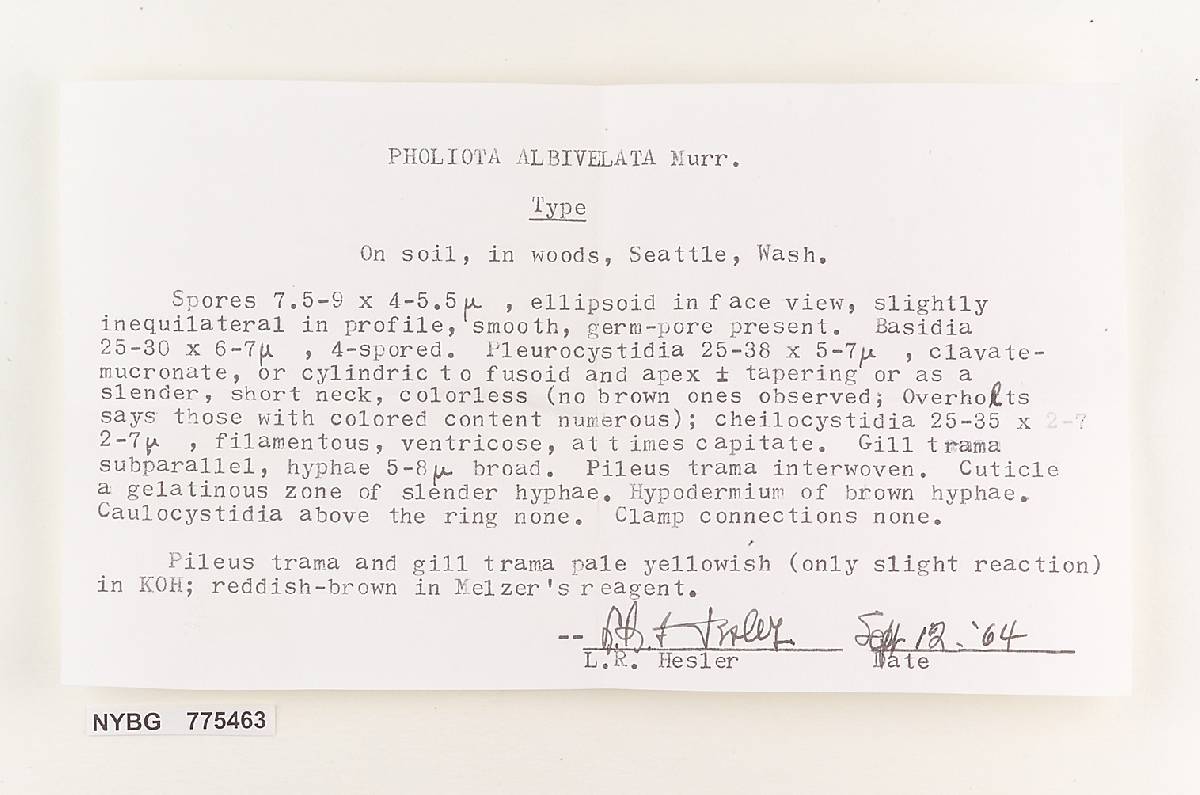 PHOLIOTA ALBIVELATA Murr.
Type
On soil, in woods, Seattle, Wash.
Spores 7.5-9 x 4-5.5μ , ellipsoid in face view, slightly
inequilateral in profile, smooth, germ-pore present. Basidia
25-30 x 6-7μ , 4-spored. Pleurocystidia 25-38 x 5-7μ , clavate-
mucronate, or cylindric to fusoid and apex ± tapering or as a
slender, short neck, colorless (no brown ones observed; Overholts
says those with colored content numerous); cheilocystidia 25-35 x 2-7
2-7μ , filamentous, ventricose, at times capitate. Gill trama
subparallel, hyphae 5-8μ broad. Pileus trama interwoven. Cuticle
a gelatinous zone of slender hyphae. Hypodermium of brown hyphae.
Caulocystidia above the ring none. Clamp connections none.
Pileus trama and gill trama pale yellowish (only slight reaction)
in KOH; reddish-brown in Melzer's reagent.
-- L.R. Hesler Sept 12. '64
L.R. Hesler Date
NYBG 775463